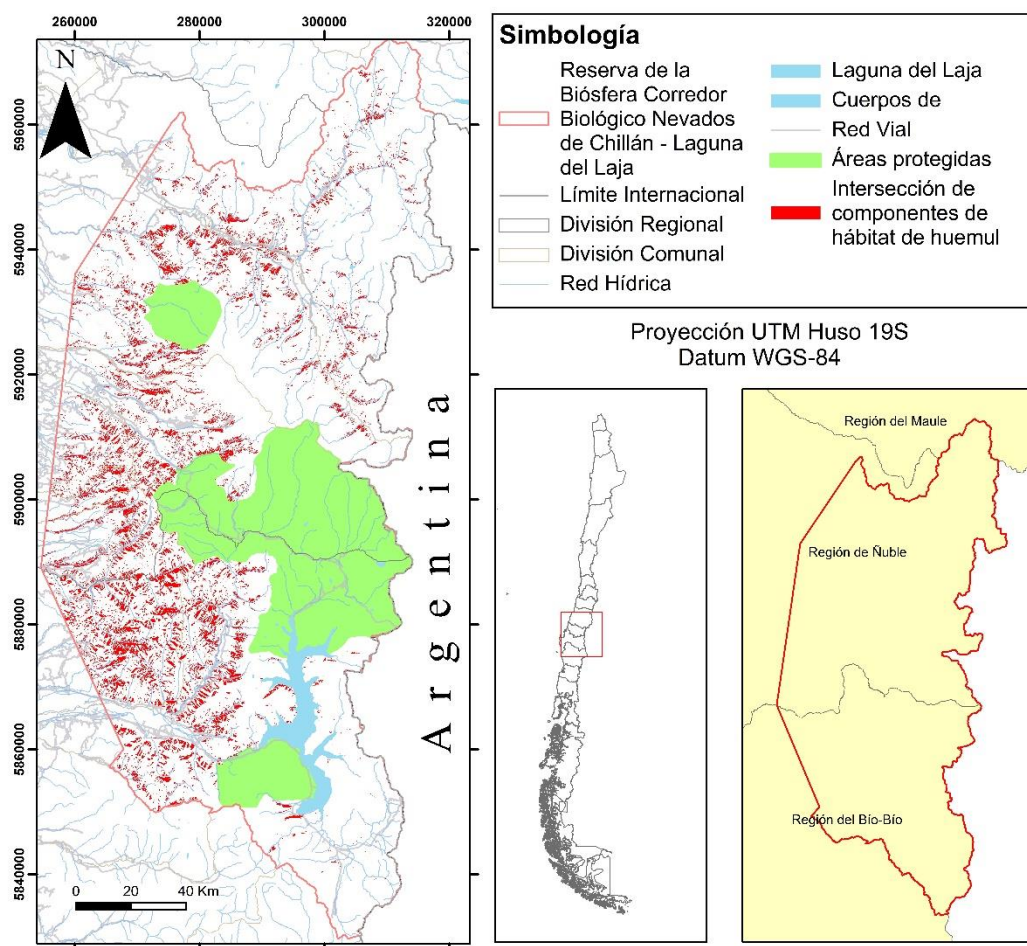 260000
280000
300000
320000
5960000
5940000
5920000
5900000
5880000
5860000
5840000
N
Argentina
0
20
40 Km
Simbología
Reserva de la
Biósfera Corredor
Biológico Nevados
de Chillán - Laguna
del Laja
Límite Internacional
División Regional
División Comunal
Red Hídrica
Laguna del Laja
Cuerpos de
Red Vial
Áreas protegidas
Intersección de
componentes de
hábitat de huemul
Proyección UTM Huso 19S
Datum WGS-84
Región del Maule
Región de Ñuble
Región del Bío-Bío